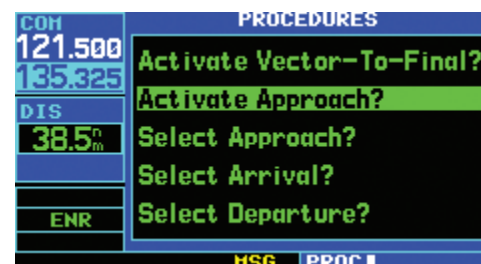 COM
121.500
135.325
DIS
38.5nm
ENR
PROCEDURES
Activate Vector-To-Final?
Activate Approach?
Select Approach?
Select Arrival?
Select Departure?
MSG PROC